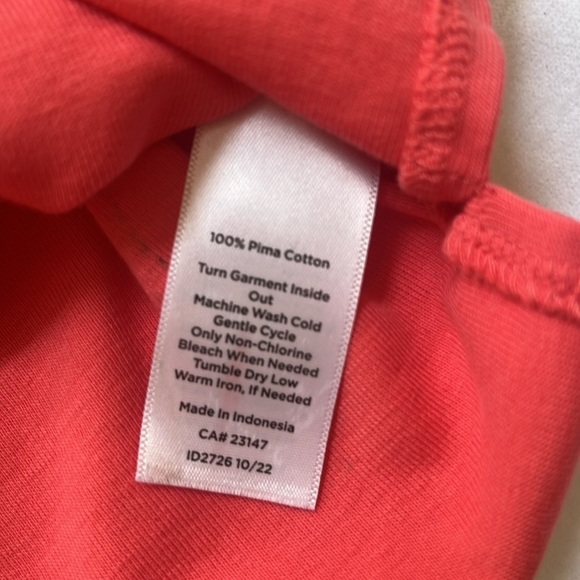 100% Pima Cotton
Turn Garment Inside
Out
Machine Wash Cold
Gentle Cycle
Only Non-Chlorine
Bleach When Needed
Tumble Dry Low
Warm Iron, If Needed
Made In Indonesia
CA# 23147
ID2726 10/22